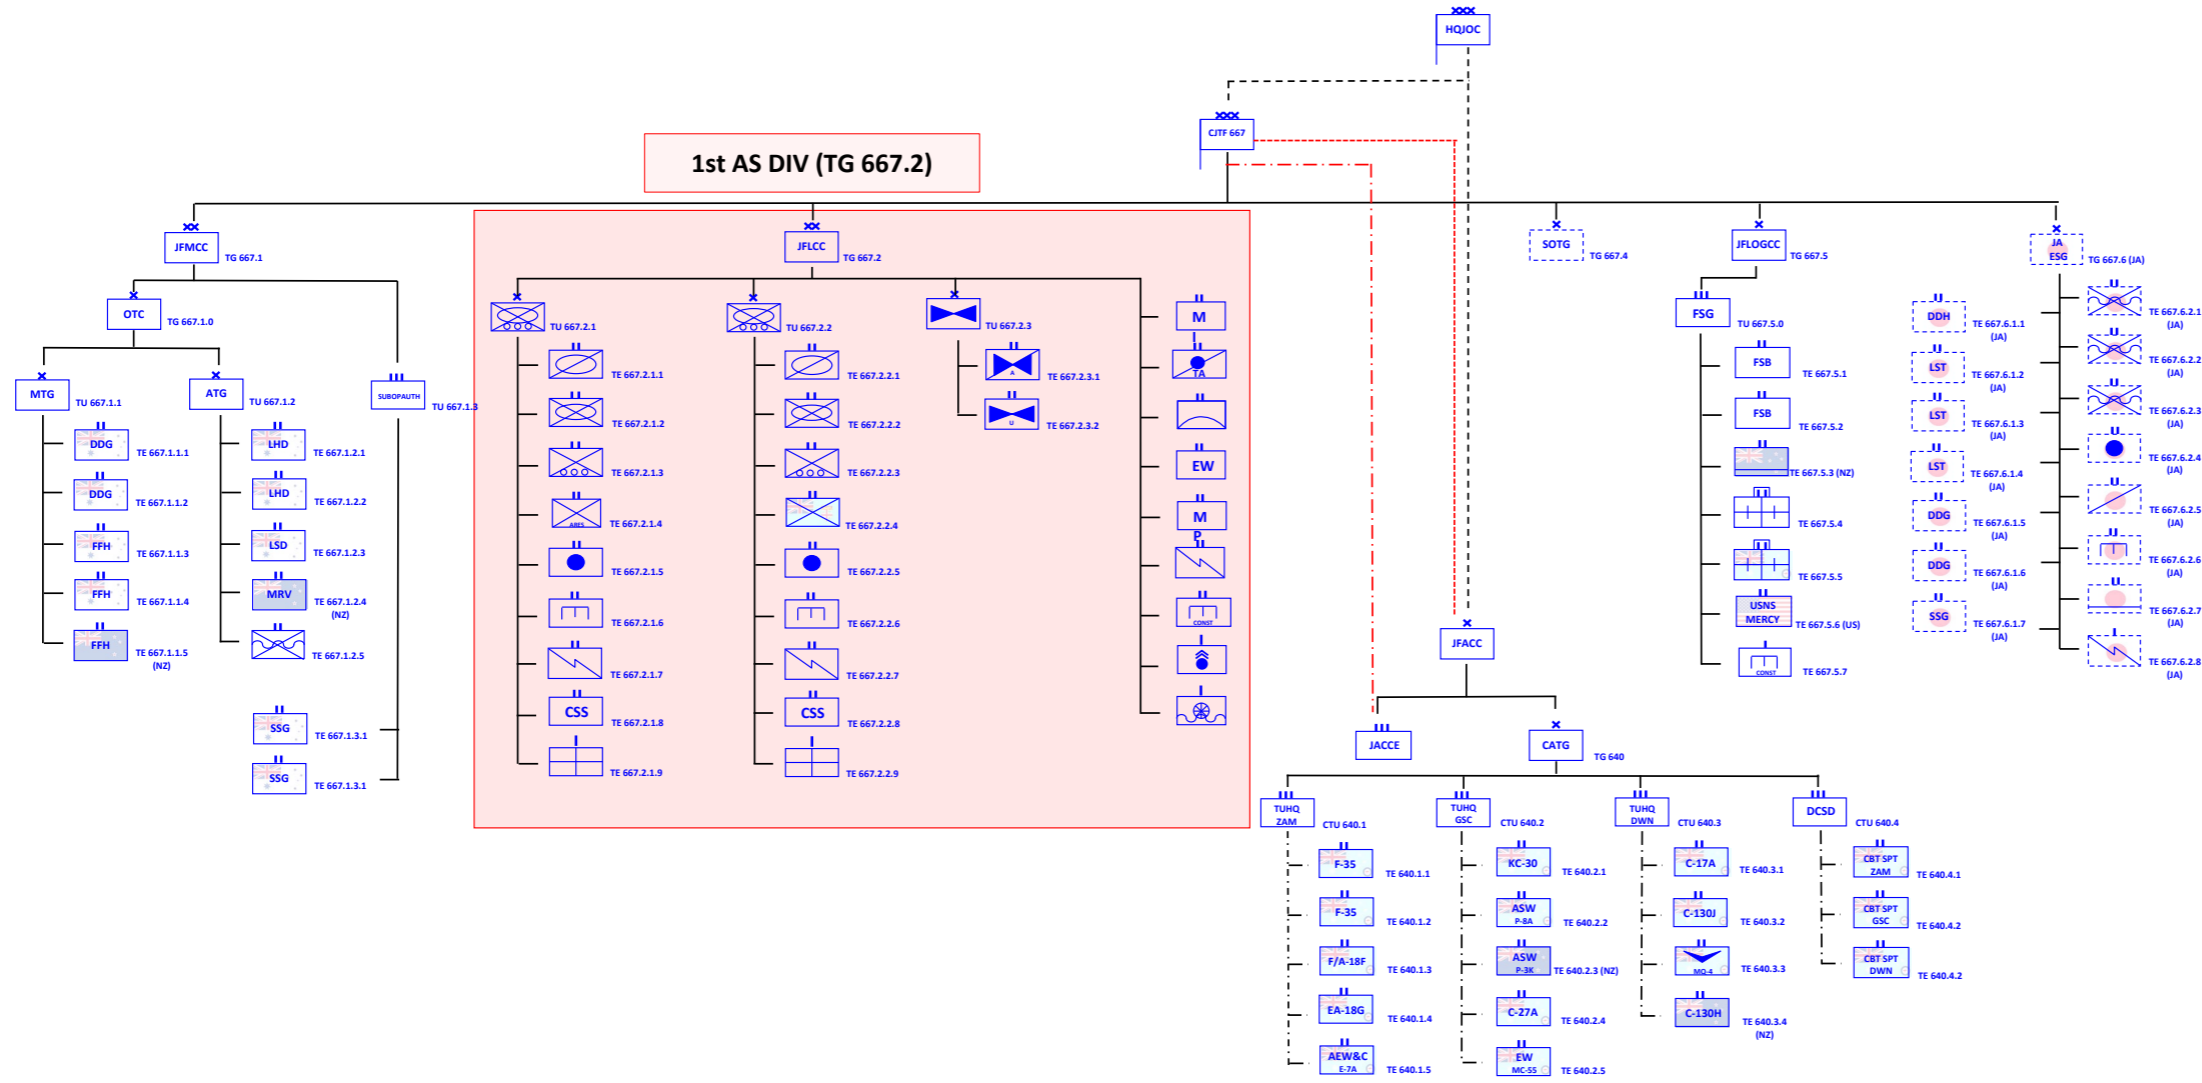 HQJOC
CJTF 667
1st AS DIV (TG 667.2)
JFMCC
TG 667.1
OTC
TG 667.1.0
MTG
TU 667.1.1
DDG
TE 667.1.1.1
DDG
TE 667.1.1.2
FFH
TE 667.1.1.3
FFH
TE 667.1.1.4
FFH
TE 667.1.1.5
(NZ)
ATG
TU 667.1.2
LHD
TE 667.1.2.1
LHD
TE 667.1.2.2
LSD
TE 667.1.2.3
MRV
TE 667.1.2.4
(NZ)
TE 667.1.2.5
SUBOPAUTH
TU 667.1.3
SSG
TE 667.1.3.1
SSG
TE 667.1.3.1
JFLCC
TG 667.2
TU 667.2.1
TE 667.2.1.1
TE 667.2.1.2
TE 667.2.1.3
ARES
TE 667.2.1.4
TE 667.2.1.5
TE 667.2.1.6
TE 667.2.1.7
CSS
TE 667.2.1.8
TE 667.2.1.9
TU 667.2.2
TE 667.2.2.1
TE 667.2.2.2
TE 667.2.2.3
TE 667.2.2.4
TE 667.2.2.5
TE 667.2.2.6
TE 667.2.2.7
CSS
TE 667.2.2.8
TE 667.2.2.9
TU 667.2.3
A
TE 667.2.3.1
U
TE 667.2.3.2
M
I
TA
EW
M
P
CONST
SOTG
TG 667.4
JFLOGCC
TG 667.5
FSG
TU 667.5.0
FSB
TE 667.5.1
FSB
TE 667.5.2
TE 667.5.3 (NZ)
TE 667.5.4
TE 667.5.5
USNS
MERCY
TE 667.5.6 (US)
CONST
TE 667.5.7
JA
ESG
TG 667.6 (JA)
DDH
TE 667.6.1.1
(JA)
LST
TE 667.6.1.2
(JA)
LST
TE 667.6.1.3
(JA)
LST
TE 667.6.1.4
(JA)
DDG
TE 667.6.1.5
(JA)
DDG
TE 667.6.1.6
(JA)
SSG
TE 667.6.1.7
(JA)
TE 667.6.2.1
(JA)
TE 667.6.2.2
(JA)
TE 667.6.2.3
(JA)
TE 667.6.2.4
(JA)
TE 667.6.2.5
(JA)
TE 667.6.2.6
(JA)
TE 667.6.2.7
(JA)
TE 667.6.2.8
(JA)
JFACC
JACCE
CATG
TG 640
TUHQ
ZAM
CTU 640.1
F-35
TE 640.1.1
F-35
TE 640.1.2
F/A-18F
TE 640.1.3
EA-18G
TE 640.1.4
AEW&C
E-7A
TE 640.1.5
TUHQ
GSC
CTU 640.2
KC-30
TE 640.2.1
ASW
P-8A
TE 640.2.2
ASW
P-3K
TE 640.2.3 (NZ)
C-27A
TE 640.2.4
EW
MC-55
TE 640.2.5
TUHQ
DWN
CTU 640.3
C-17A
TE 640.3.1
C-130J
TE 640.3.2
MQ-4
TE 640.3.3
C-130H
TE 640.3.4
(NZ)
DCSD
CTU 640.4
CBT SPT
ZAM
TE 640.4.1
CBT SPT
GSC
TE 640.4.2
CBT SPT
DWN
TE 640.4.2